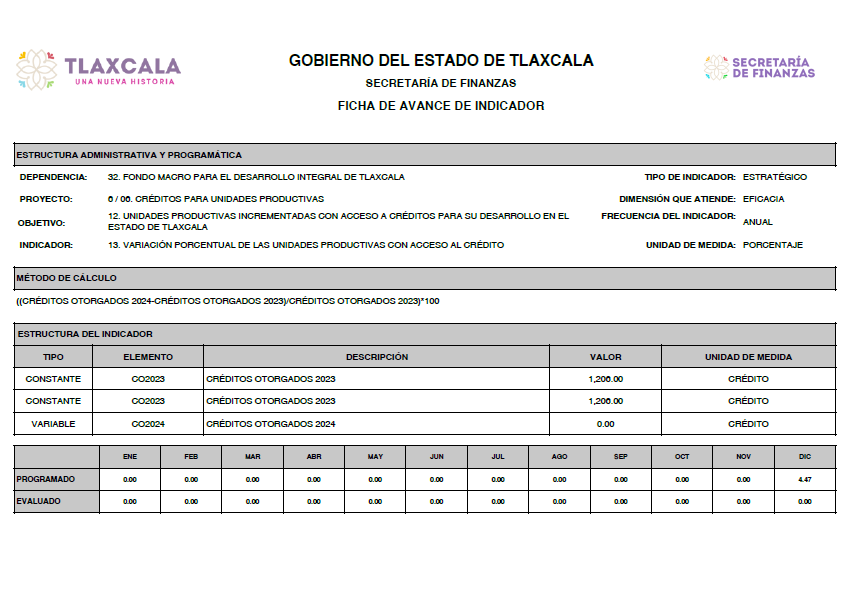 TLAXCALA
UNA NUEVA HISTORIA
GOBIERNO DEL ESTADO DE TLAXCALA
SECRETARÍA DE FINANZAS
FICHA DE AVANCE DE INDICADOR
SECRETARÍA
DE FINANZAS
ESTRUCTURA ADMINISTRATIVA Y PROGRAMÁTICA
DEPENDENCIA: 32. FONDO MACRO PARA EL DESARROLLO INTEGRAL DE TLAXCALA TIPO DE INDICADOR: ESTRATÉGICO
PROYECTO: 6 / 06. CRÉDITOS PARA UNIDADES PRODUCTIVAS DIMENSIÓN QUE ATIENDE: EFICACIA
OBJETIVO: 12. UNIDADES PRODUCTIVAS INCREMENTADAS CON ACCESO A CRÉDITOS PARA SU DESARROLLO EN EL
ESTADO DE TLAXCALA FRECUENCIA DEL INDICADOR: ANUAL
INDICADOR: 13. VARIACIÓN PORCENTUAL DE LAS UNIDADES PRODUCTIVAS CON ACCESO AL CRÉDITO UNIDAD DE MEDIDA: PORCENTAJE
MÉTODO DE CÁLCULO
((CRÉDITOS OTORGADOS 2024-CRÉDITOS OTORGADOS 2023)/CRÉDITOS OTORGADOS 2023)*100
ESTRUCTURA DEL INDICADOR
TIPO ELEMENTO DESCRIPCIÓN VALOR UNIDAD DE MEDIDA
CONSTANTE CO2023 CRÉDITOS OTORGADOS 2023 1,206.00 CRÉDITO
CONSTANTE CO2023 CRÉDITOS OTORGADOS 2023 1,206.00 CRÉDITO
VARIABLE CO2024 CRÉDITOS OTORGADOS 2024 0.00 CRÉDITO
ENE FEB MAR ABR MAY JUN JUL AGO SEP OCT NOV DIC
PROGRAMADO 0.00 0.00 0.00 0.00 0.00 0.00 0.00 0.00 0.00 0.00 0.00 4.47
EVALUADO 0.00 0.00 0.00 0.00 0.00 0.00 0.00 0.00 0.00 0.00 0.00 0.00